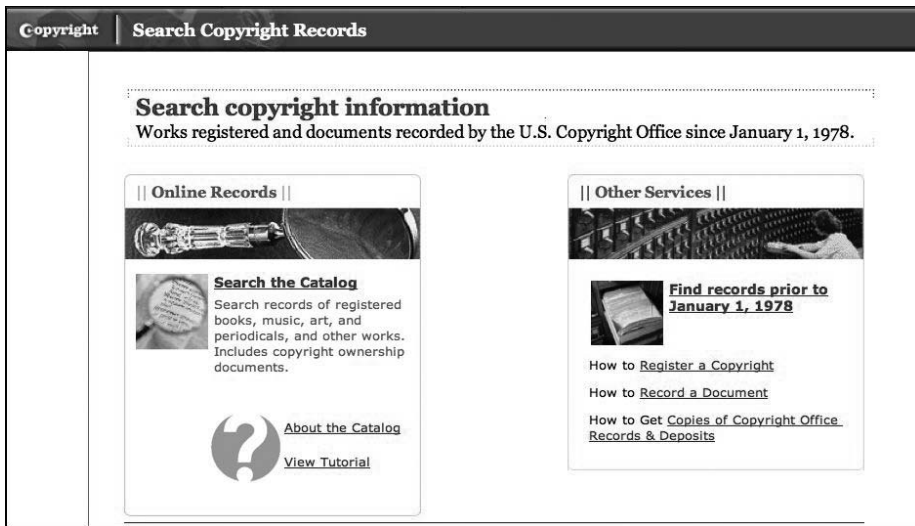 Copyright
Search Copyright Records
Search copyright information
Works registered and documents recorded by the U.S. Copyright Office since January 1, 1978.
|| Online Records ||
Search the Catalog
Search records of registered
books, music, art, and
periodicals, and other works.
Includes copyright ownership
documents.
?
About the Catalog
View Tutorial
|| Other Services ||
Find records prior to
January 1, 1978
How to Register a Copyright
How to Record a Document
How to Get Copies of Copyright Office
Records & Deposits